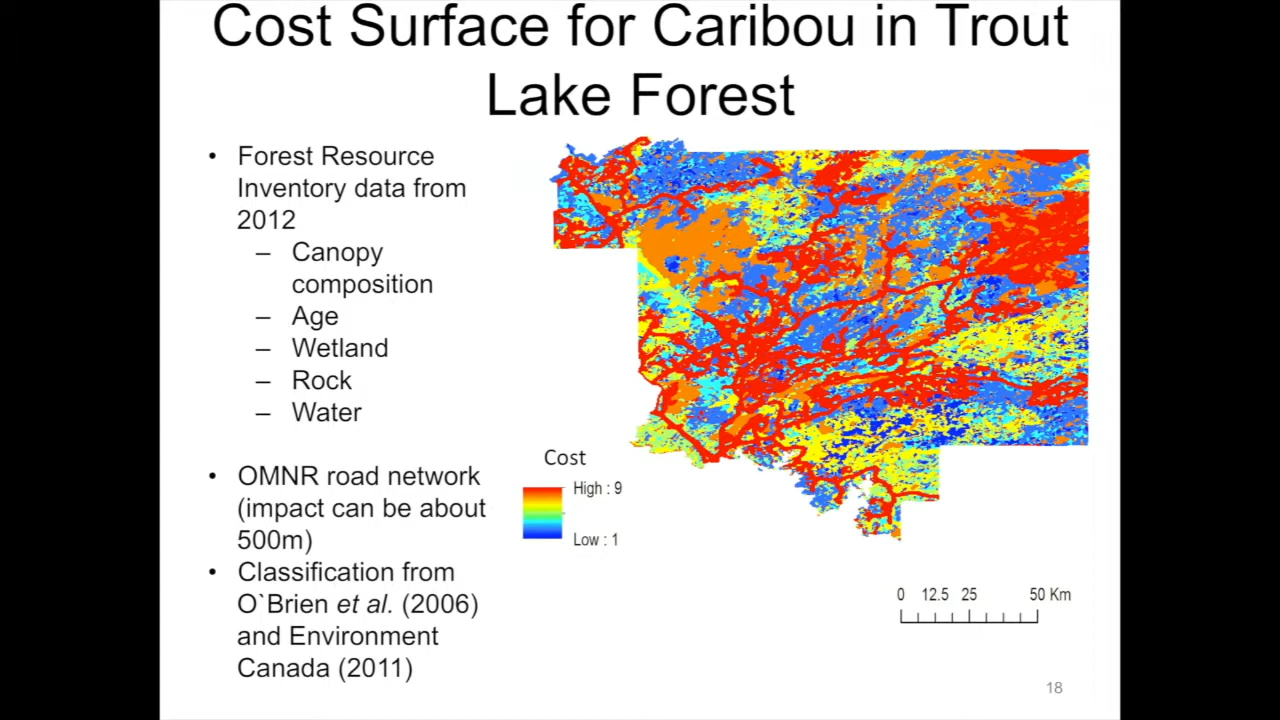 Cost Surface for Caribou in Trout
Lake Forest
• Forest Resource
Inventory data from
2012
– Canopy
composition
– Age
– Wetland
– Rock
– Water
• OMNR road network
(impact can be about
500m)
• Classification from
O`Brien et al. (2006)
and Environment
Canada (2011)
Cost
High : 9
Low : 1
0 12.5 25 50 Km
18